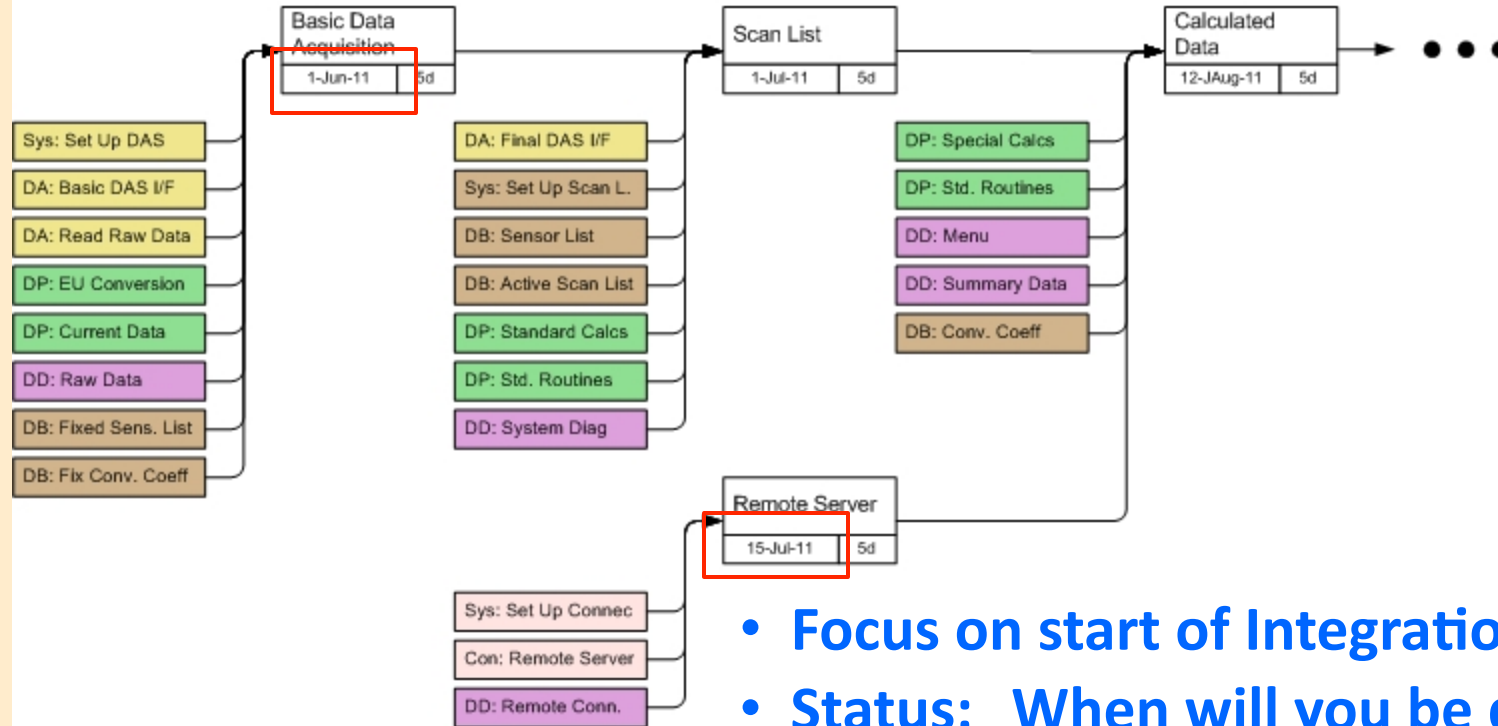 Basic Data
Acquisition
1-Jun-11 5d
Scan List
1-Jul-11 5d
Calculated
Data
12-JAug-11 5d
Sys: Set Up DAS
DA: Basic DAS I/F
DA: Read Raw Data
DP: EU Conversion
DP: Current Data
DD: Raw Data
DB: Fixed Sens. List
DB: Fix Conv. Coeff
DA: Final DAS I/F
Sys: Set Up Scan L.
DB: Sensor List
DB: Active Scan List
DP: Standard Calcs
DP: Std. Routines
DD: System Diag
DP: Special Calcs
DP: Std. Routines
DD: Menu
DD: Summary Data
DB: Conv. Coeff
Remote Server
15-Jul-11 5d
Sys: Set Up Connec
Con: Remote Server
DD: Remote Conn.
• Focus on start of Integratio
• Status: When will you be